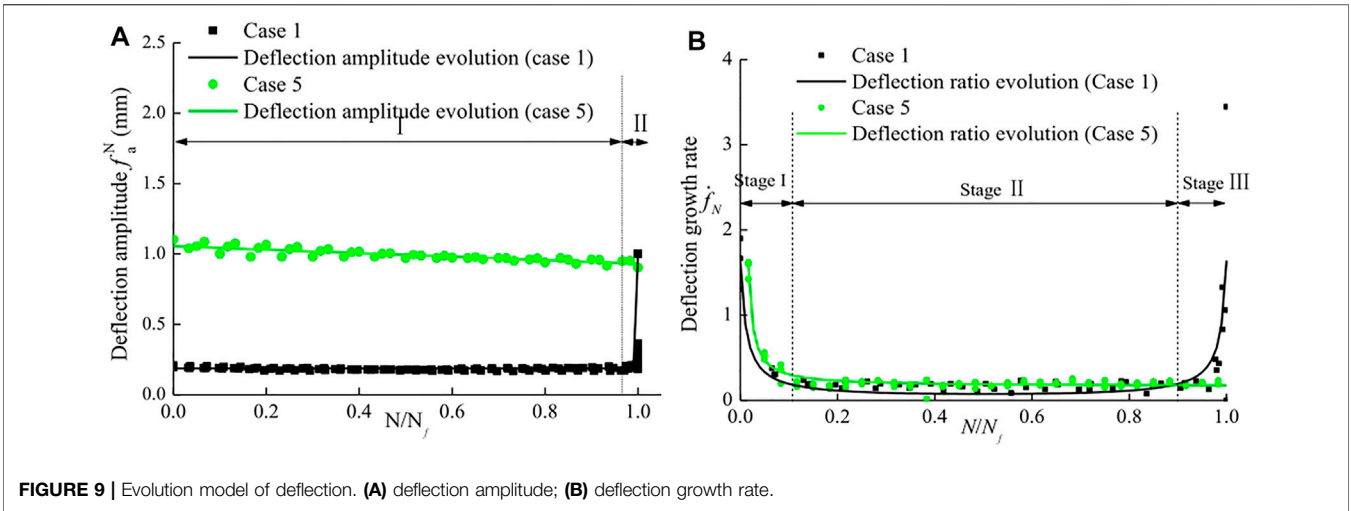 A
Case 1
Deflection amplitude evolution (case 1)
Case 5
Deflection amplitude evolution (case 5)
I
II
2.5
2.0
1.5
1.0
0.5
0.0
Deflection amplitude f_a^N (mm)
0.0 0.2 0.4 0.6 0.8 1.0
N/N_f
B
Case 1
Deflection ratio evolution (Case 1)
Case 5
Deflection ratio evolution (Case 5)
Stage I
Stage II
Stage III
4
3
2
1
0
Deflection growth rate ḟ_N
0.0 0.2 0.4 0.6 0.8 1.0
N/N_f
FIGURE 9 | Evolution model of deflection. (A) deflection amplitude; (B) deflection growth rate.